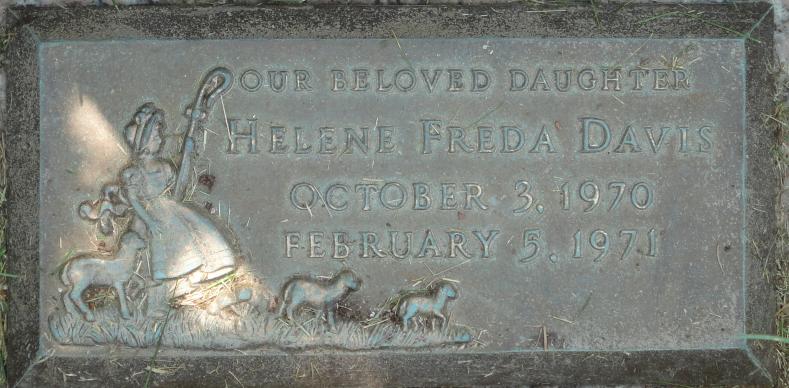 OUR BELOVED DAUGHTER
HELENE FREDA DAVIS
OCTOBER 3, 1970
FEBRUARY 5, 1971